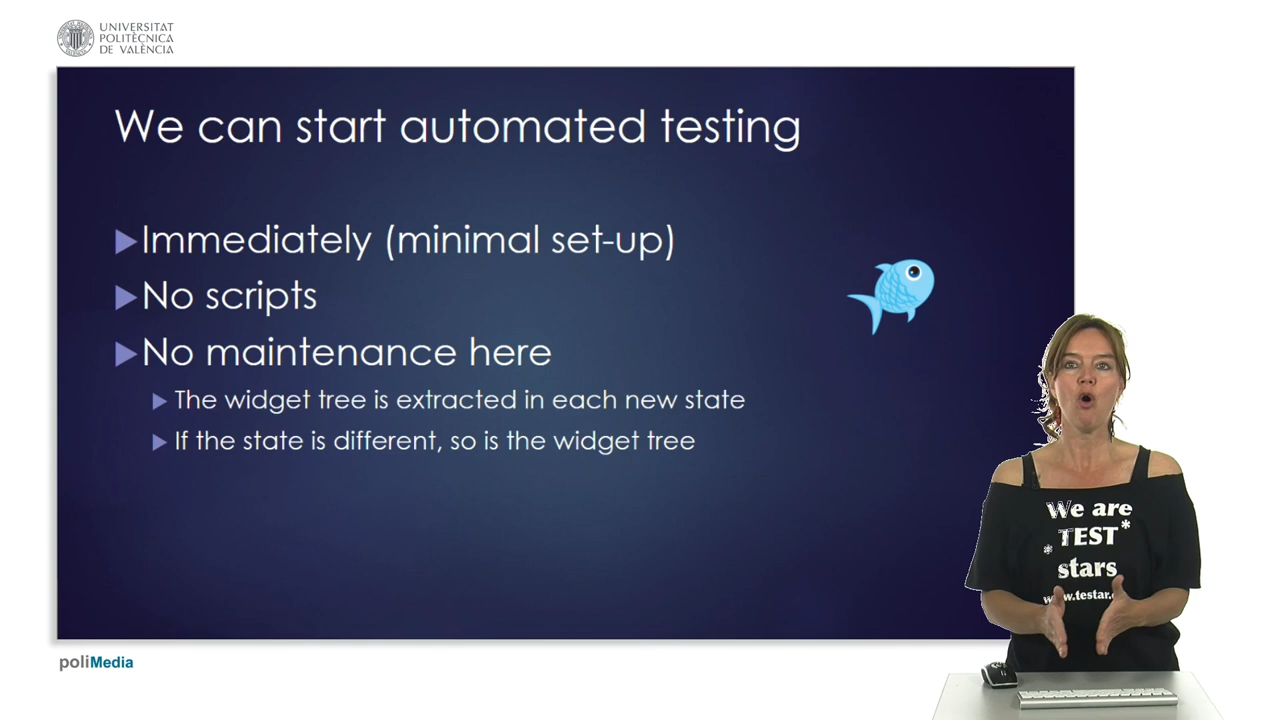 UNIVERSITAT
POLITÈCNICA
DE VALÈNCIA
We can start automated testing
Immediately (minimal set-up)
No scripts
No maintenance here
The widget tree is extracted in each new state
If the state is different, so is the widget tree
We are
TEST*
* stars
poliMedia